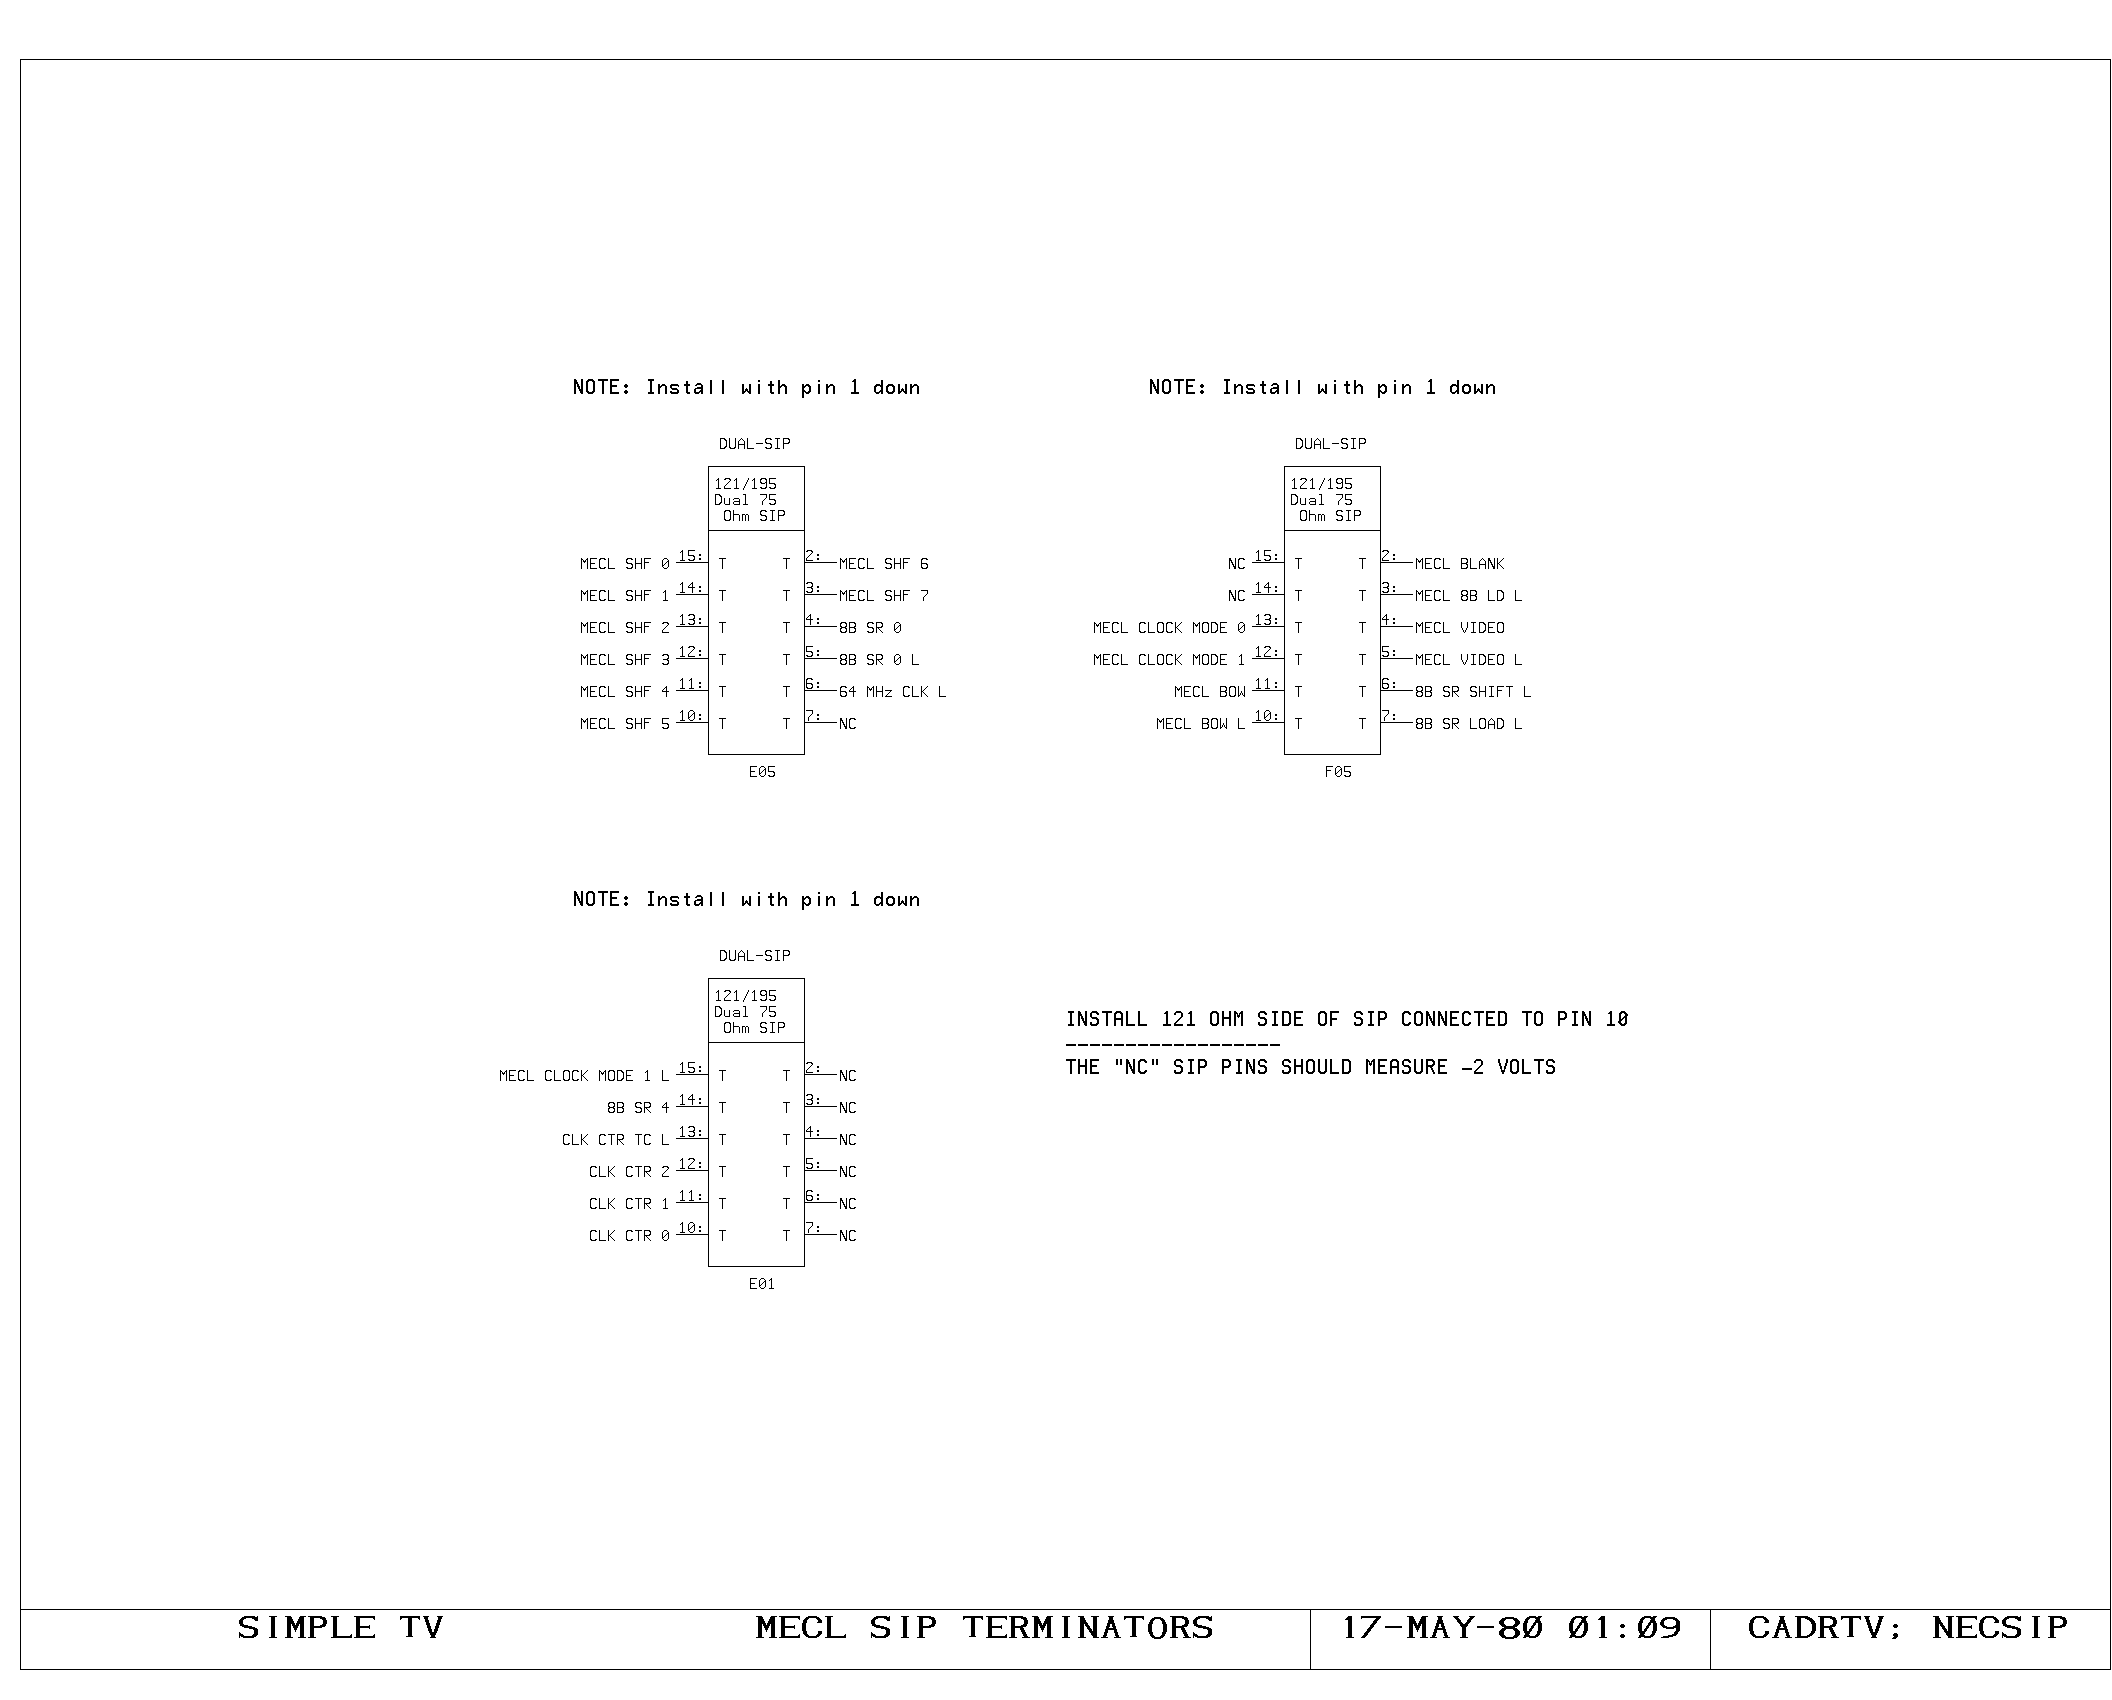 NOTE: Install with pin 1 down
DUAL-SIP
121/195
Dual 75
Ohm SIP
MECL SHF 0 15: T T 2: MECL SHF 6
MECL SHF 1 14: T T 3: MECL SHF 7
MECL SHF 2 13: T T 4: 8B SR 0
MECL SHF 3 12: T T 5: 8B SR 0 L
MECL SHF 4 11: T T 6: 64 MHz CLK L
MECL SHF 5 10: T T 7: NC
E05
NOTE: Install with pin 1 down
DUAL-SIP
121/195
Dual 75
Ohm SIP
NC 15: T T 2: MECL BLANK
NC 14: T T 3: MECL 8B LD L
MECL CLOCK MODE 0 13: T T 4: MECL VIDEO
MECL CLOCK MODE 1 12: T T 5: MECL VIDEO L
MECL BOW 11: T T 6: 8B SR SHIFT L
MECL BOW L 10: T T 7: 8B SR LOAD L
F05
NOTE: Install with pin 1 down
DUAL-SIP
121/195
Dual 75
Ohm SIP
MECL CLOCK MODE 1 L 15: T T 2: NC
8B SR 4 14: T T 3: NC
CLK CTR TC L 13: T T 4: NC
CLK CTR 2 12: T T 5: NC
CLK CTR 1 11: T T 6: NC
CLK CTR 0 10: T T 7: NC
E01
INSTALL 121 OHM SIDE OF SIP CONNECTED TO PIN 10
------------------
THE "NC" SIP PINS SHOULD MEASURE -2 VOLTS
SIMPLE TV MECL SIP TERMINATORS 17-MAY-80 01:09 CADRTV; NECSIP